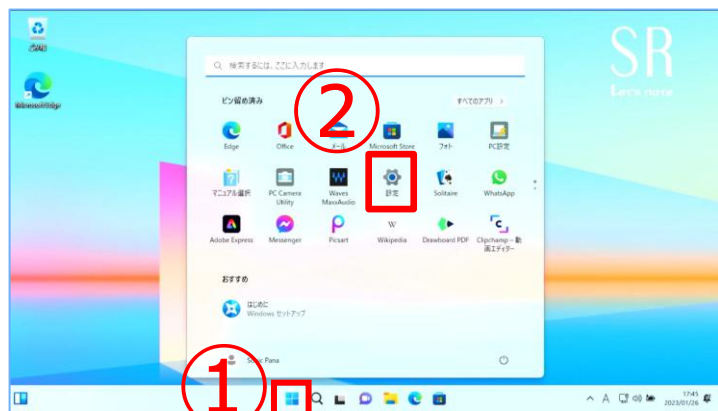 ごみ箱
Microsoft Edge
SR
Let's note
検索するには、ここに入力します
ピン留め済み
すべてのアプリ >
②
Edge
Office
メール
Microsoft Store
フォト
PC設定
マニュアル選択
PC Camera
Utility
Waves
MaxxAudio
設定
Solitaire
WhatsApp
Adobe Express
Messenger
Picsart
W
Wikipedia
Drawboard PDF
Clipchamp – 動
画エディター
おすすめ
はじめに
Windows セットアップ
Pana
①
A
17:45
2023/01/26